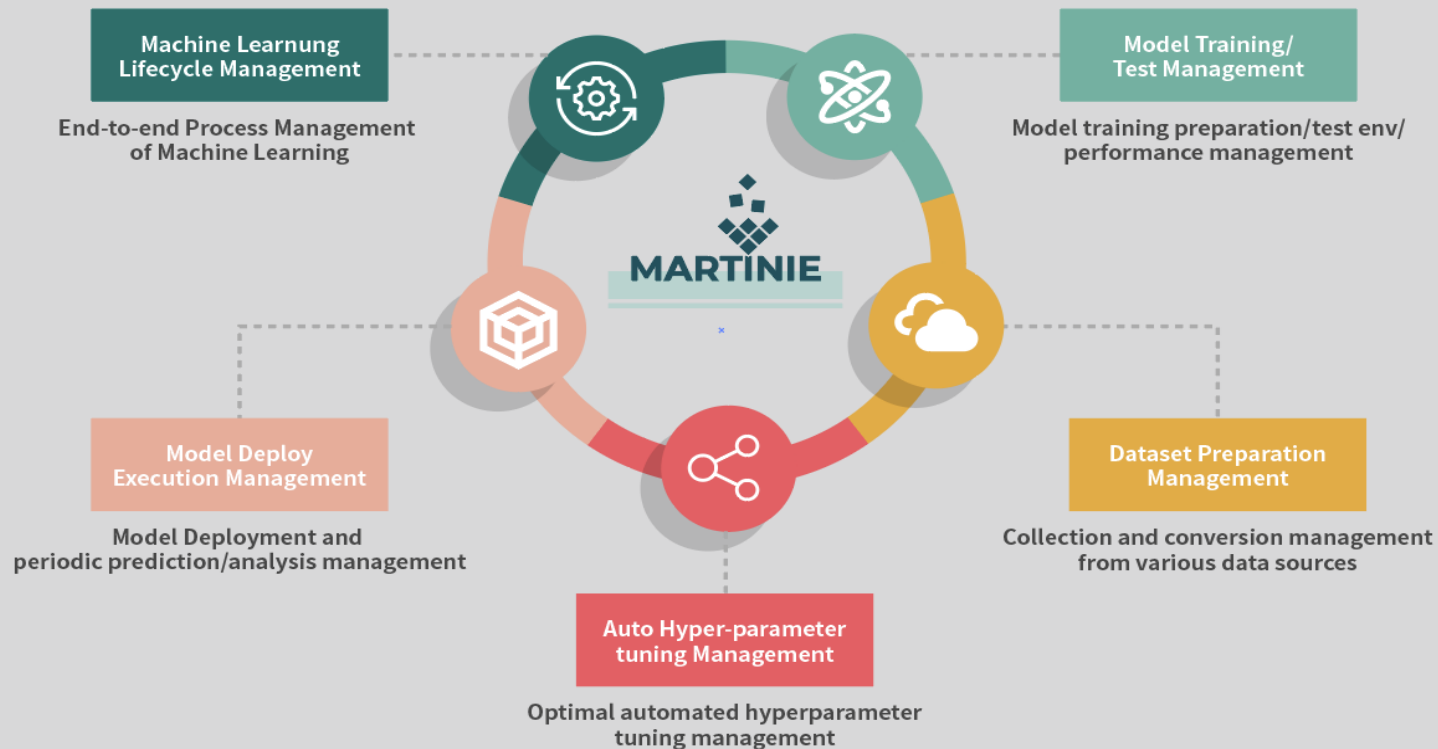 Machine Learnung
Lifecycle Management
End-to-end Process Management
of Machine Learning
Model Training/
Test Management
Model training preparation/test env/
performance management
MARTINIE
Model Deploy
Execution Management
Model Deployment and
periodic prediction/analysis management
Dataset Preparation
Management
Collection and conversion management
from various data sources
Auto Hyper-parameter
tuning Management
Optimal automated hyperparameter
tuning management